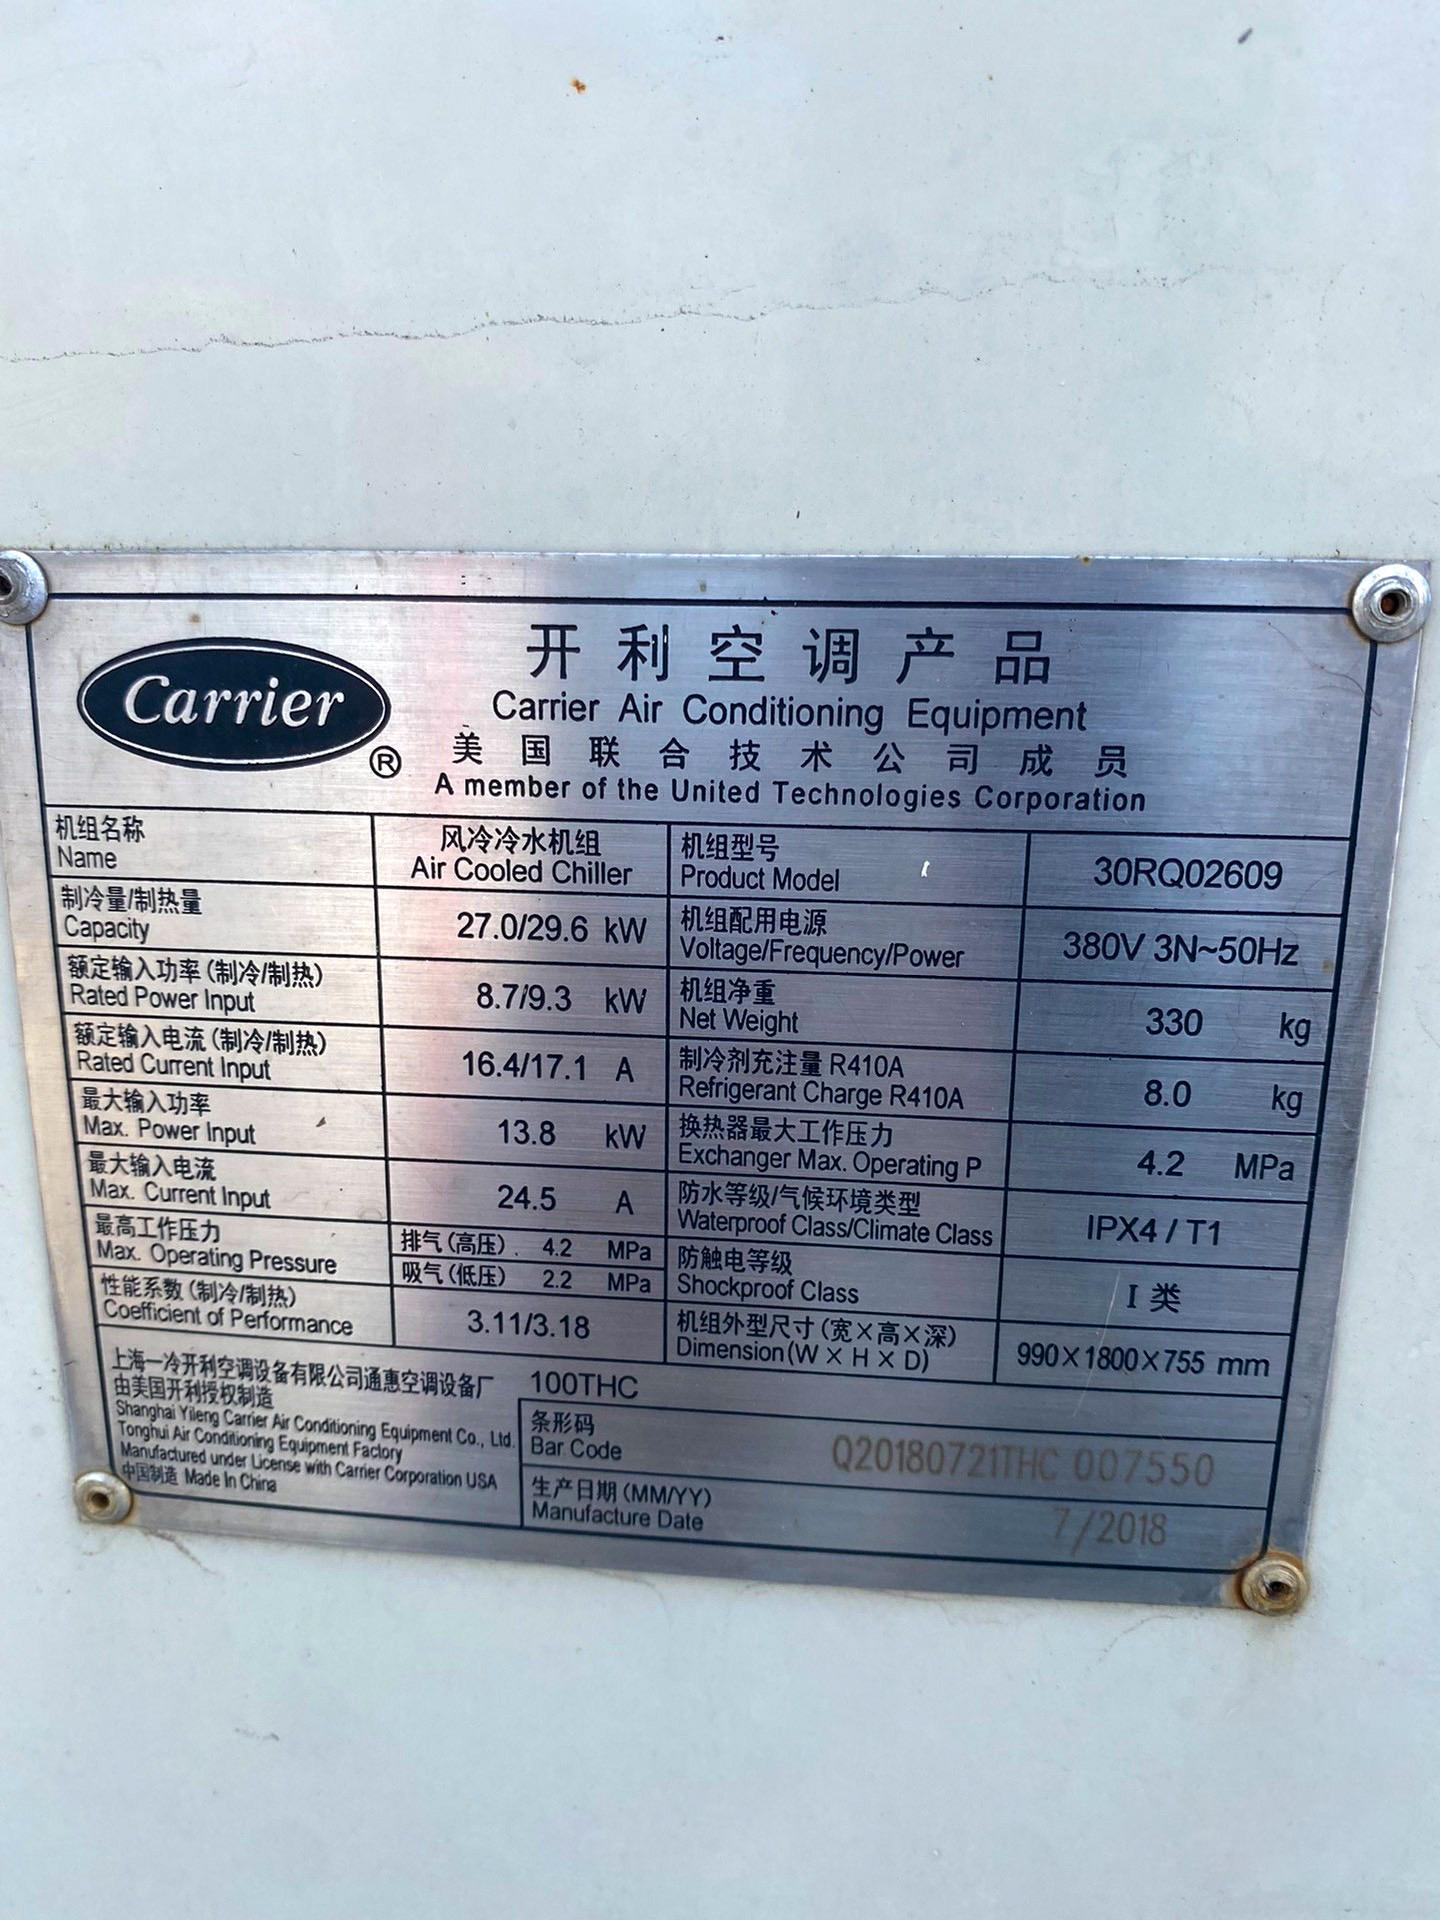 Carrier
®
开利空调产品
Carrier Air Conditioning Equipment
美国联合技术公司成员
A member of the United Technologies Corporation
机组名称
Name
风冷冷水机组
Air Cooled Chiller
机组型号
Product Model
30RQ02609
制冷量/制热量
Capacity
27.0/29.6 kW
机组配用电源
Voltage/Frequency/Power
380V 3N~50Hz
额定输入功率(制冷/制热)
Rated Power Input
8.7/9.3 kW
机组净重
Net Weight
330 kg
额定输入电流(制冷/制热)
Rated Current Input
16.4/17.1 A
制冷剂充注量 R410A
Refrigerant Charge R410A
8.0 kg
最大输入功率
Max. Power Input
13.8 kW
换热器最大工作压力
Exchanger Max. Operating P
4.2 MPa
最大输入电流
Max. Current Input
24.5 A
防水等级/气候环境类型
Waterproof Class/Climate Class
IPX4 / T1
最高工作压力
Max. Operating Pressure
排气(高压). 4.2 MPa
吸气(低压) 2.2 MPa
防触电等级
Shockproof Class
I 类
性能系数(制冷/制热)
Coefficient of Performance
3.11/3.18
机组外型尺寸(宽×高×深)
Dimension(W × H × D)
990×1800×755 mm
上海一冷开利空调设备有限公司通惠空调设备厂
由美国开利授权制造
Shanghai Yileng Carrier Air Conditioning Equipment Co., Ltd.
Tonghui Air Conditioning Equipment Factory
Manufactured under License with Carrier Corporation USA
中国制造 Made In China
100THC
条形码
Bar Code
Q20180721THC 007550
生产日期(MM/YY)
Manufacture Date
7/2018